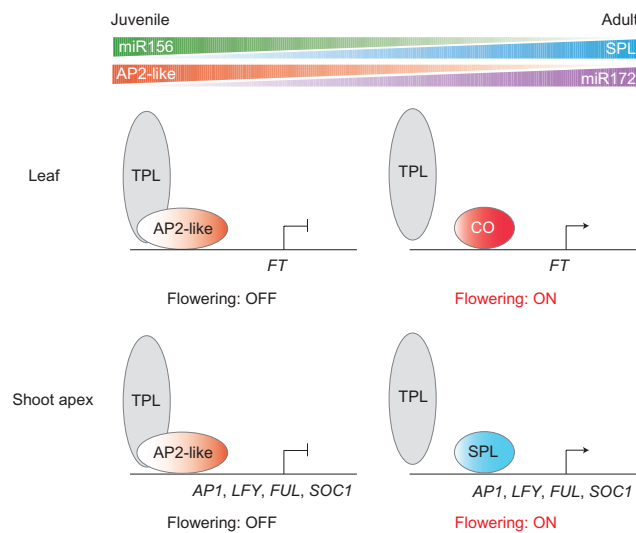 Juvenile Adult
miR156 SPL
AP2-like miR172
Leaf
TPL TPL
AP2-like CO
FT FT
Flowering: OFF Flowering: ON
Shoot apex
TPL TPL
AP2-like SPL
AP1, LFY, FUL, SOC1 AP1, LFY, FUL, SOC1
Flowering: OFF Flowering: ON